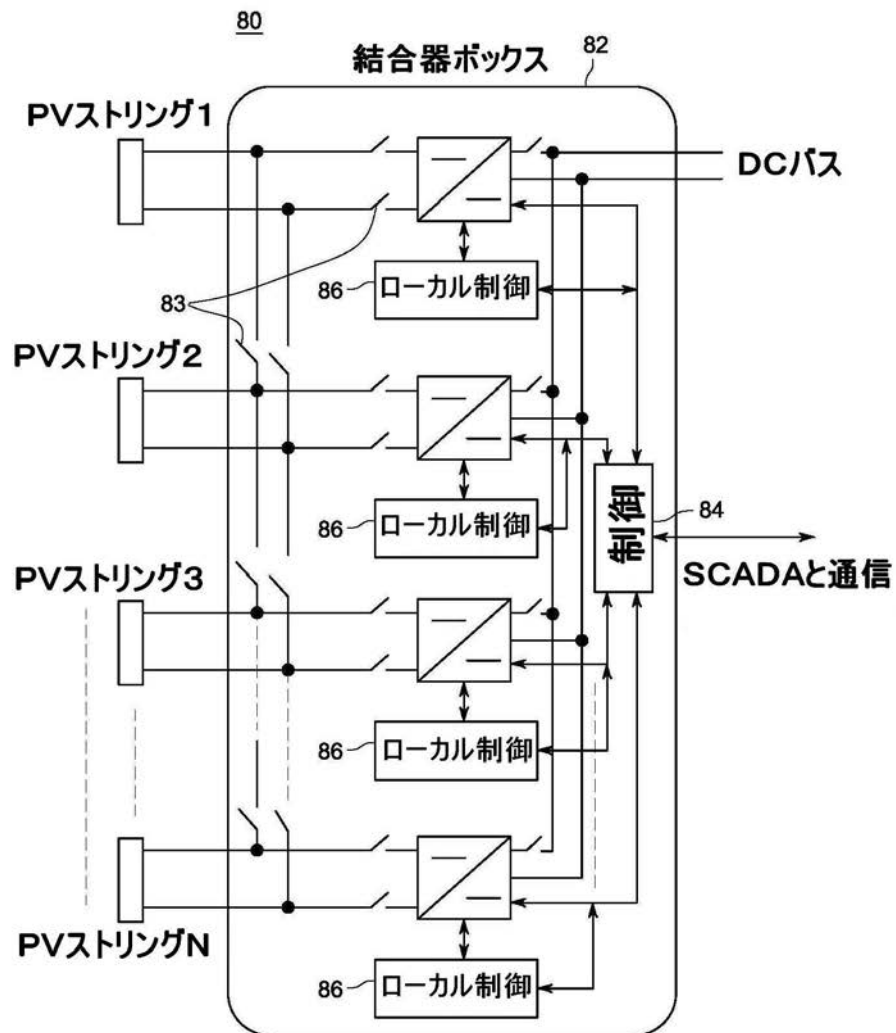 80
結合器ボックス
82
PVストリング1
DCバス
86
ローカル制御
83
PVストリング2
86
ローカル制御
制御
84
SCADAと通信
PVストリング3
86
ローカル制御
PVストリングN
86
ローカル制御